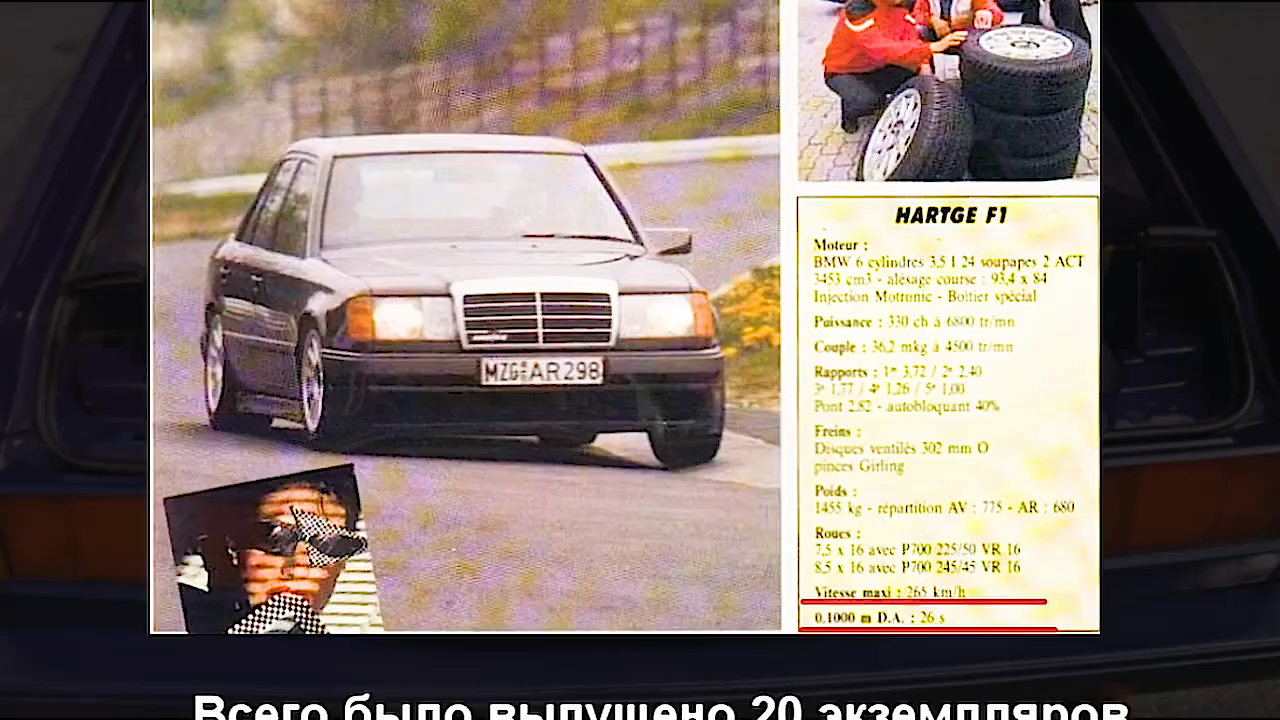 MZG AR 298
HARTGE F1
Moteur :
BMW 6 cylindres 3,5 l 24 soupapes 2 ACT
3453 cm3 - alésage course : 93,4 x 84
Injection Motronic - Boîtier spécial
Puissance : 330 ch à 6800 tr/mn
Couple : 36,2 mkg à 4500 tr/mn
Rapports : 1re 3,72 / 2e 2,40
3e 1,77 / 4e 1,26 / 5e 1,00
Pont 2,82 - autobloquant 40%
Freins :
Disques ventilés 302 mm O
pinces Girling
Poids :
1455 kg - répartition AV : 775 - AR : 680
Roues :
7,5 x 16 avec P700 225/50 VR 16
8,5 x 16 avec P700 245/45 VR 16
Vitesse maxi : 265 km/h
0.1000 m D.A. : 26 s
Всего было выпущено 20 экземпляров